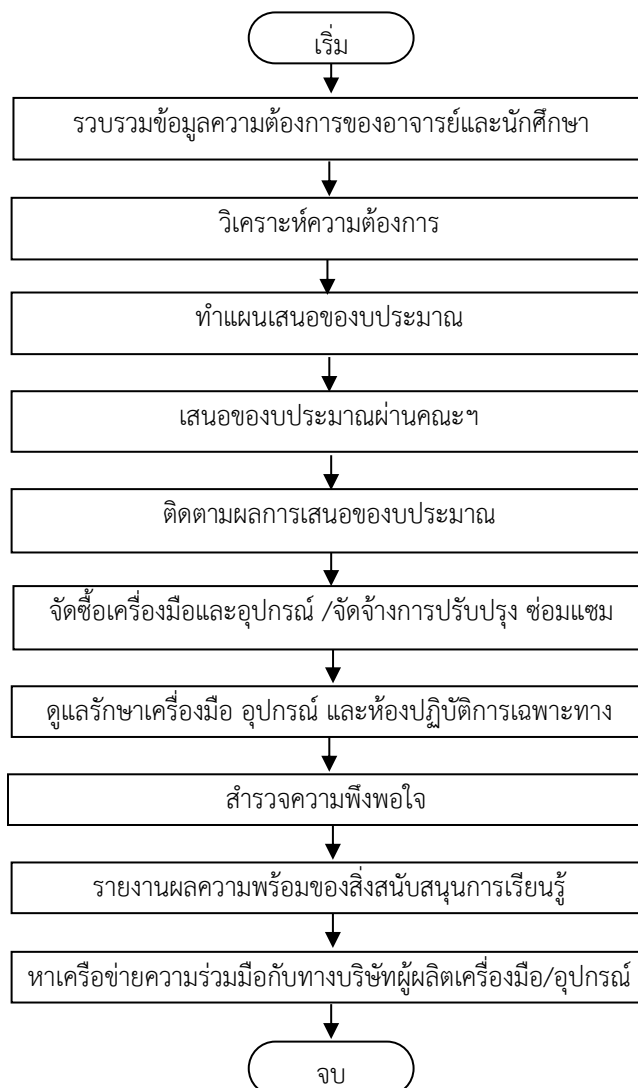 เริ่ม
รวบรวมข้อมูลความต้องการของอาจารย์และนักศึกษา
วิเคราะห์ความต้องการ
ทำแผนเสนอของบประมาณ
เสนอของบประมาณผ่านคณะฯ
ติดตามผลการเสนอของบประมาณ
จัดซื้อเครื่องมือและอุปกรณ์ /จัดจ้างการปรับปรุง ซ่อมแซม
ดูแลรักษาเครื่องมือ อุปกรณ์ และห้องปฏิบัติการเฉพาะทาง
สำรวจความพึงพอใจ
รายงานผลความพร้อมของสิ่งสนับสนุนการเรียนรู้
หาเครือข่ายความร่วมมือกับทางบริษัทผู้ผลิตเครื่องมือ/อุปกรณ์
จบ